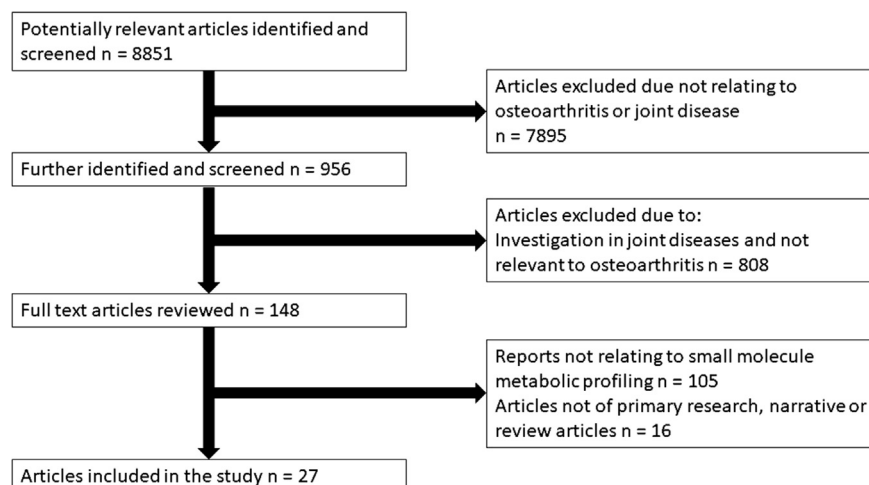 Potentially relevant articles identified and
screened n = 8851
Articles excluded due not relating to
osteoarthritis or joint disease
n = 7895
Further identified and screened n = 956
Articles excluded due to:
Investigation in joint diseases and not
relevant to osteoarthritis n = 808
Full text articles reviewed n = 148
Reports not relating to small molecule
metabolic profiling n = 105
Articles not of primary research, narrative or
review articles n = 16
Articles included in the study n = 27